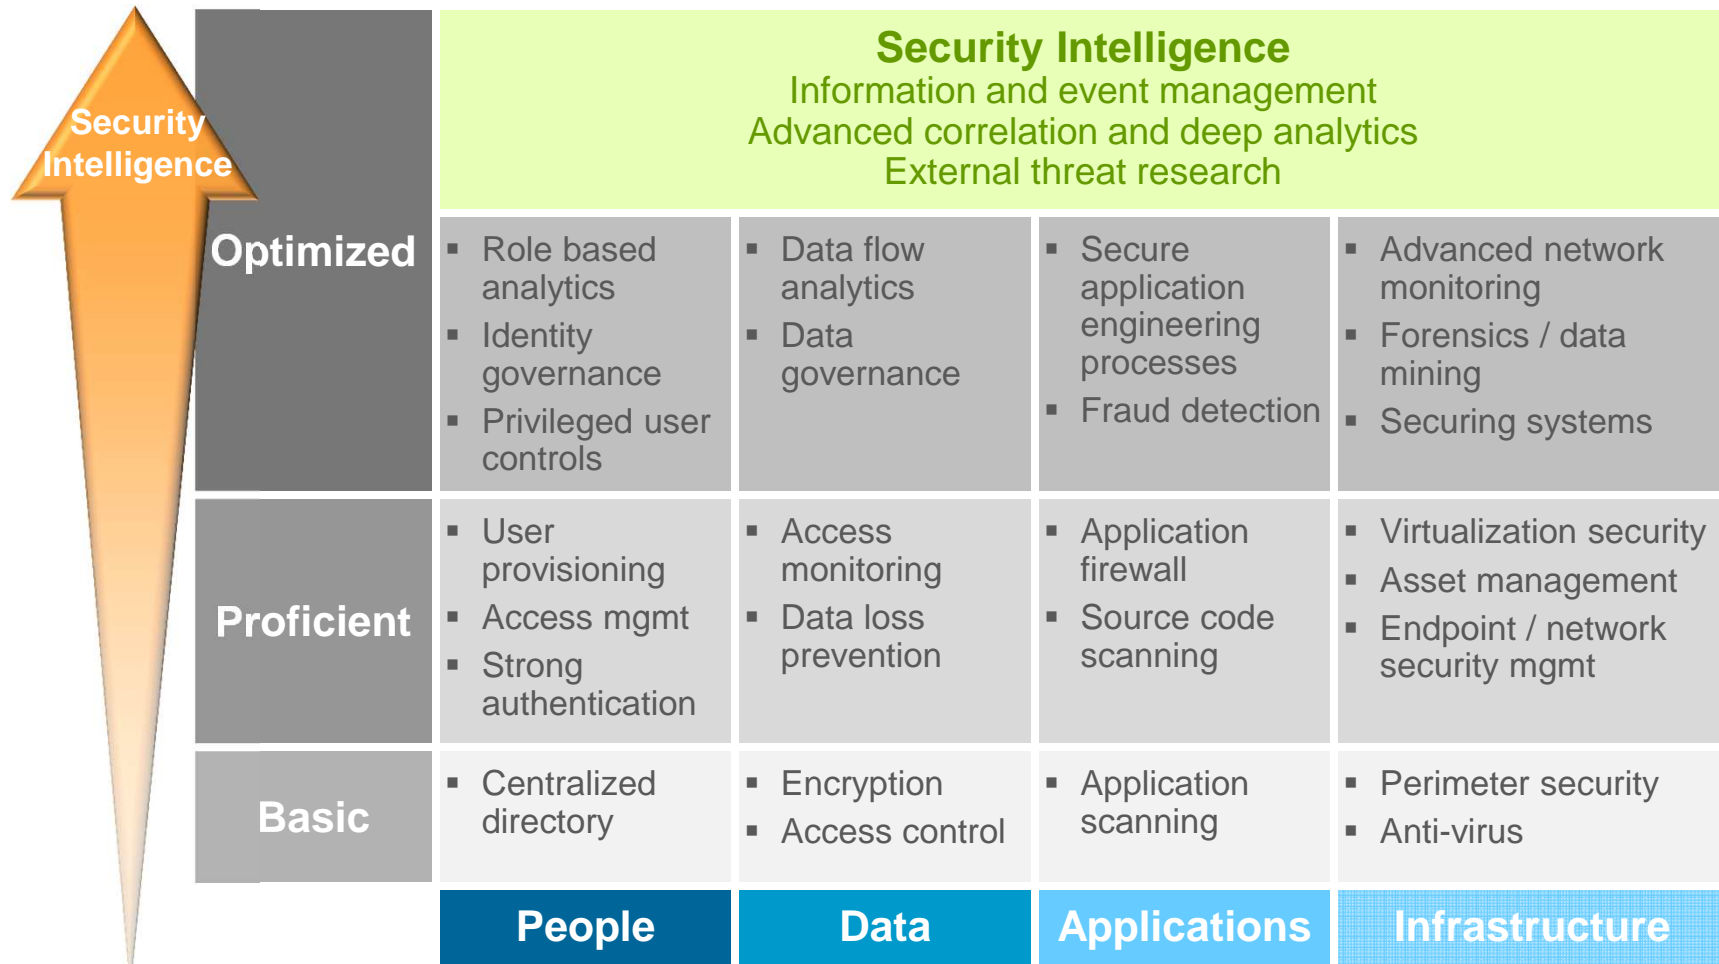 Security Intelligence
Information and event management
Advanced correlation and deep analytics
External threat research
Security
Intelligence
Optimized
▪ Role based
analytics
▪ Identity
governance
▪ Privileged user
controls
▪ Data flow
analytics
▪ Data
governance
▪ Secure
application
engineering
processes
▪ Fraud detection
▪ Advanced network
monitoring
▪ Forensics / data
mining
▪ Securing systems
Proficient
▪ User
provisioning
▪ Access mgmt
▪ Strong
authentication
▪ Access
monitoring
▪ Data loss
prevention
▪ Application
firewall
▪ Source code
scanning
▪ Virtualization security
▪ Asset management
▪ Endpoint / network
security mgmt
Basic
▪ Centralized
directory
▪ Encryption
▪ Access control
▪ Application
scanning
▪ Perimeter security
▪ Anti-virus
People
Data
Applications
Infrastructure